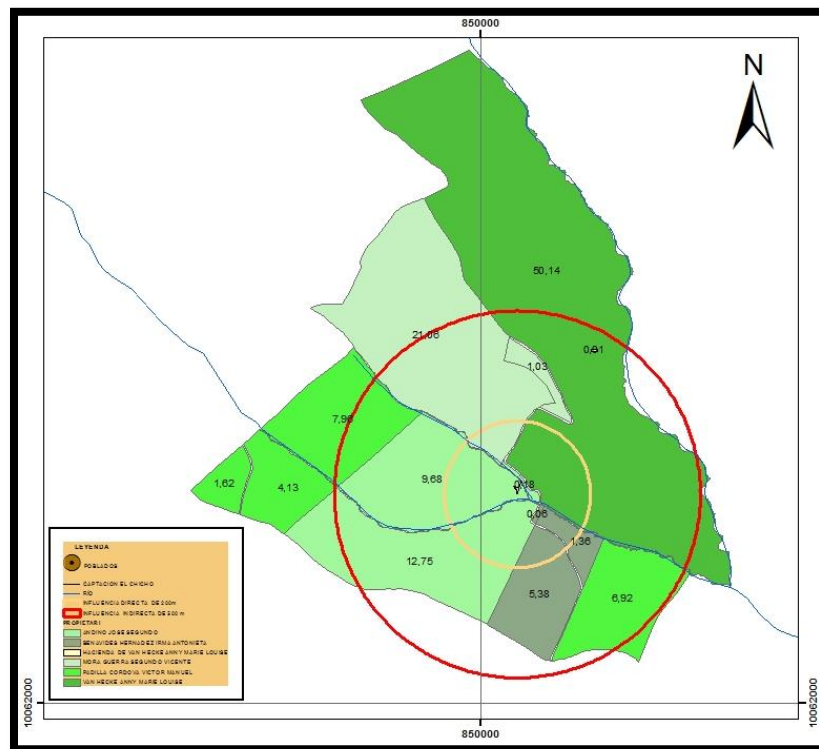 850000
N
50,14
21,06
0,91
1,03
7,96
9,68
1,62
4,13
0,18
0,06
1,36
12,75
5,38
6,92
LEYENDA
POBLADOS
CAPTACION EL CHICHO
RIO
INFLUENCIA DIRECTA DE 200m
INFLUENCIA INDIRECTA DE 500 m
PROPIETARI
ANDINO JOSE SEGUNDO
BENAVIDES HERNADEZ IRMA ANTONIETA
HACIENDA DE VAN HECKE ANNY MARIE LOUISE
MORA GUERRA SEGUNDO VICENTE
PADILLA CORDOVA VICTOR MANUEL
VAN HECKE ANNY MARIE LOUISE
10062000
10062000
850000